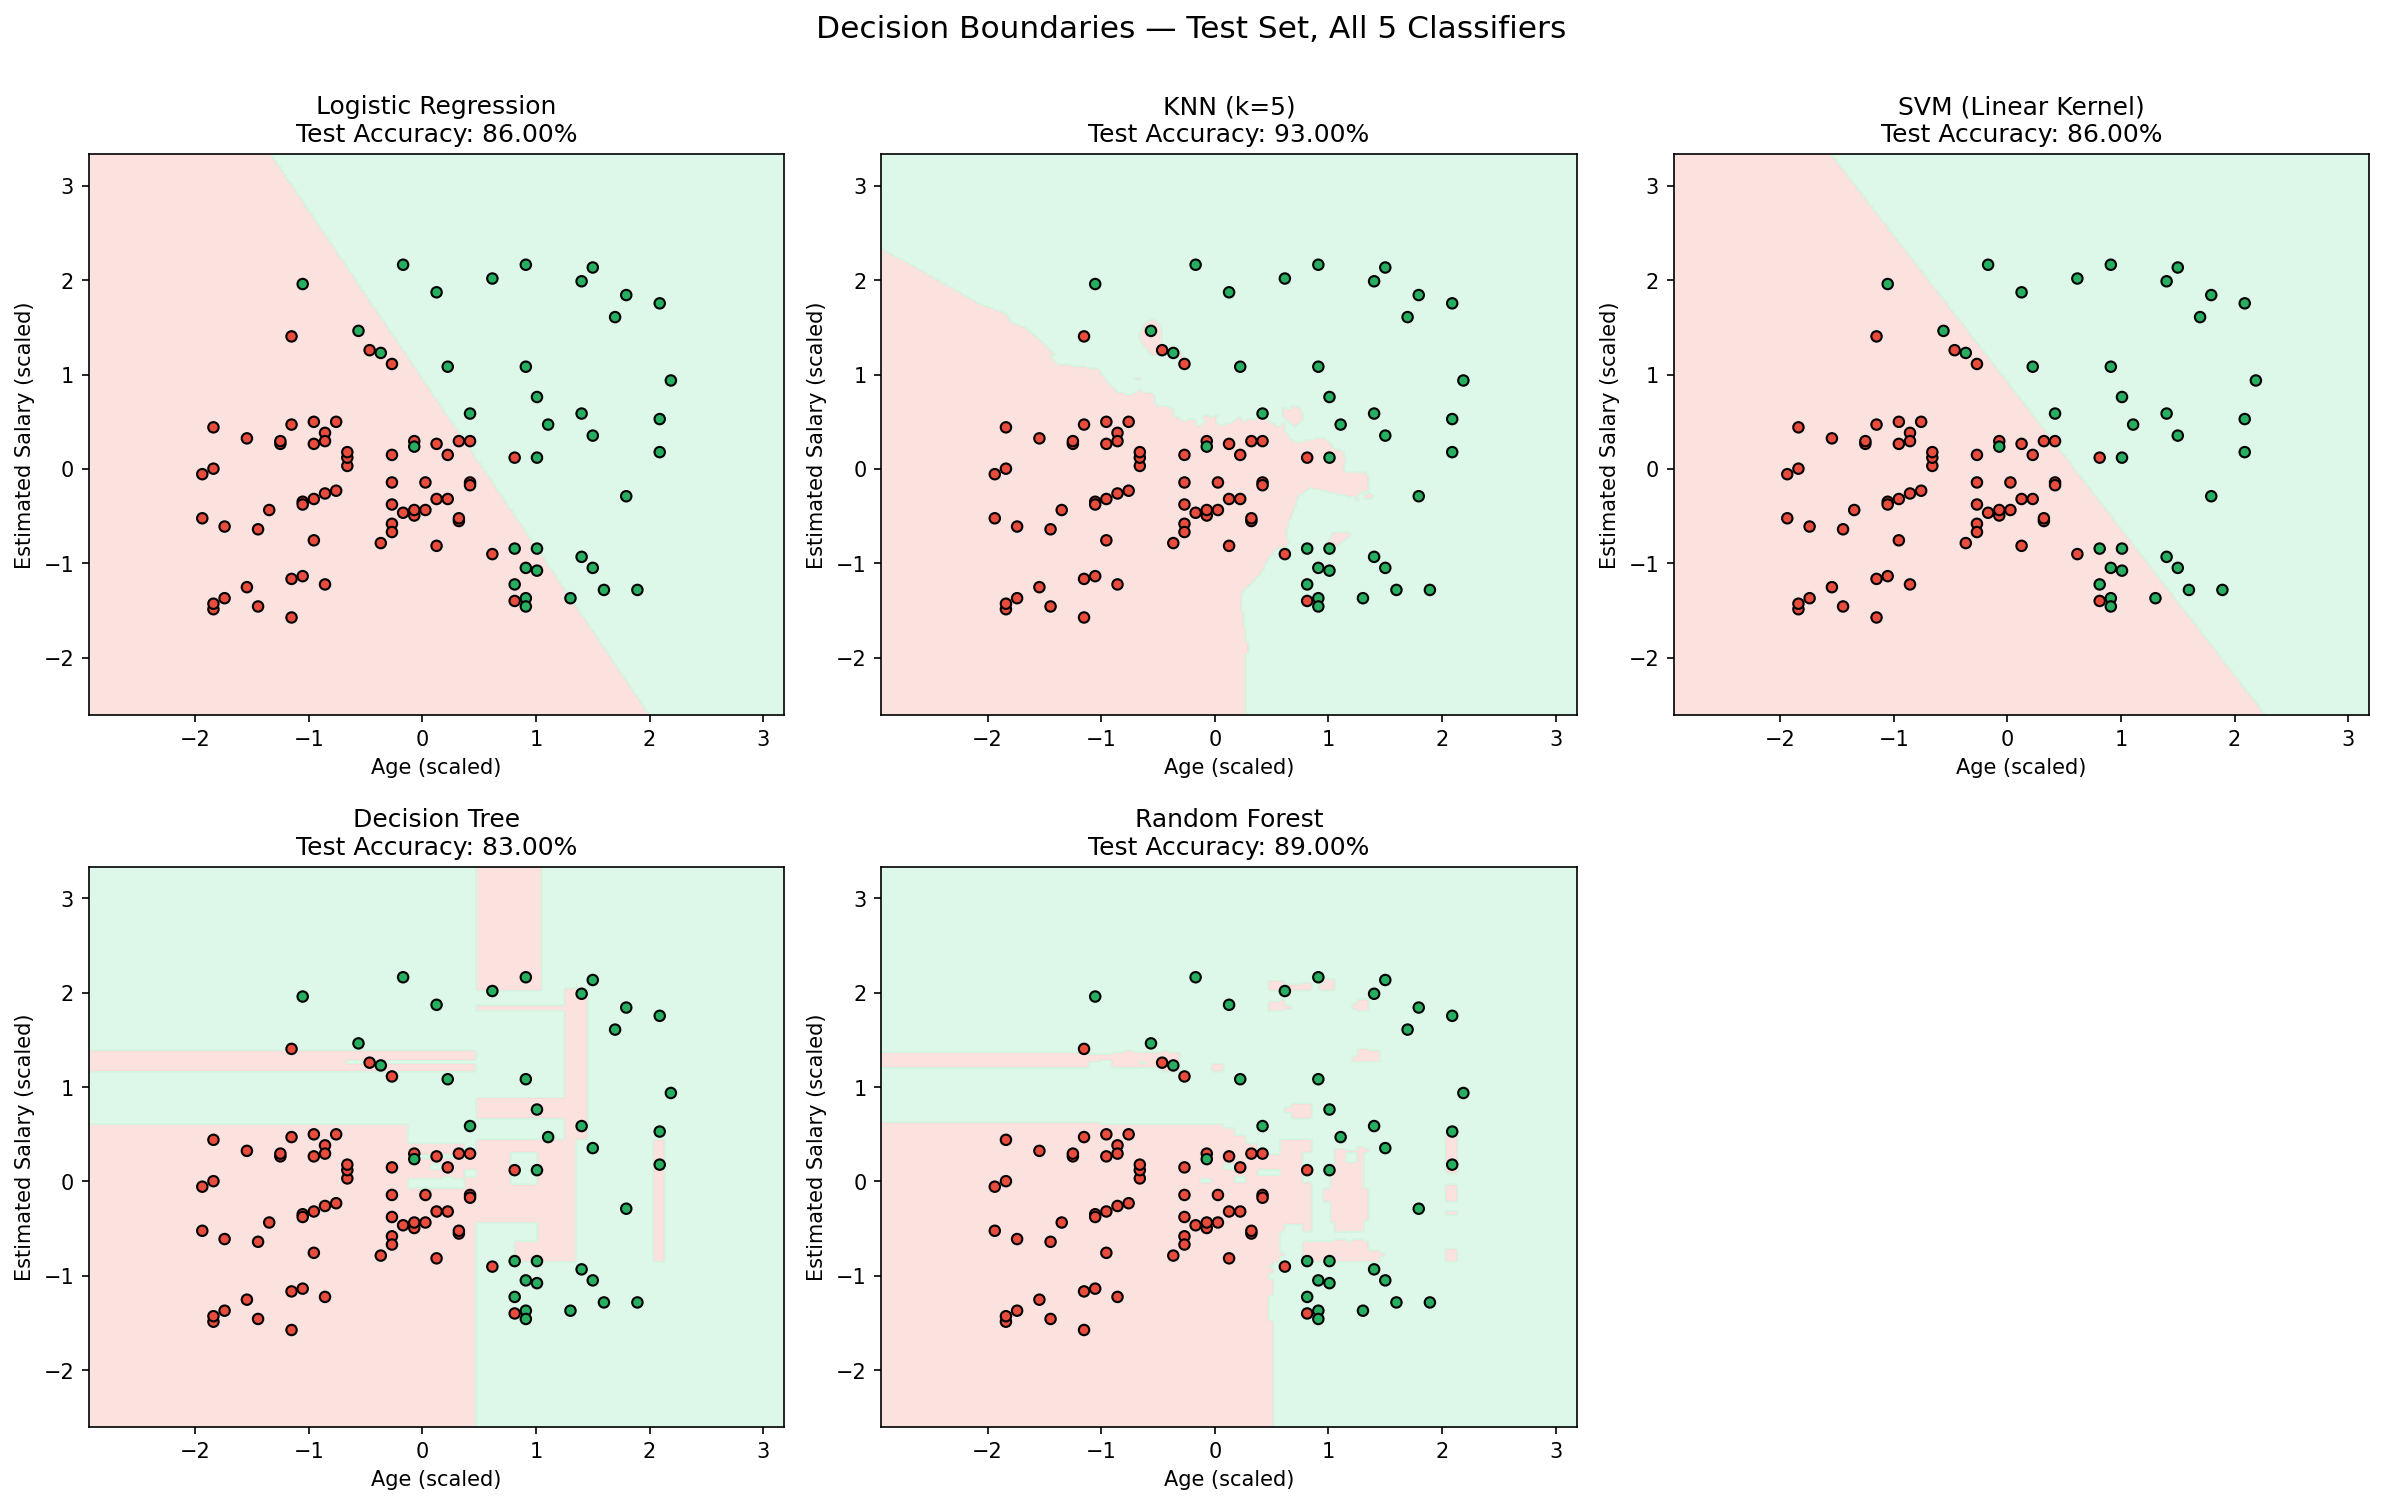 Decision Boundaries — Test Set, All 5 Classifiers
Logistic Regression
Test Accuracy: 86.00%
KNN (k=5)
Test Accuracy: 93.00%
SVM (Linear Kernel)
Test Accuracy: 86.00%
Estimated Salary (scaled)
3
2
1
0
−1
−2
−2
−1
0
1
2
3
Age (scaled)
Estimated Salary (scaled)
3
2
1
0
−1
−2
−2
−1
0
1
2
3
Age (scaled)
Estimated Salary (scaled)
3
2
1
0
−1
−2
−2
−1
0
1
2
3
Age (scaled)
Decision Tree
Test Accuracy: 83.00%
Random Forest
Test Accuracy: 89.00%
Estimated Salary (scaled)
3
2
1
0
−1
−2
−2
−1
0
1
2
3
Age (scaled)
Estimated Salary (scaled)
3
2
1
0
−1
−2
−2
−1
0
1
2
3
Age (scaled)